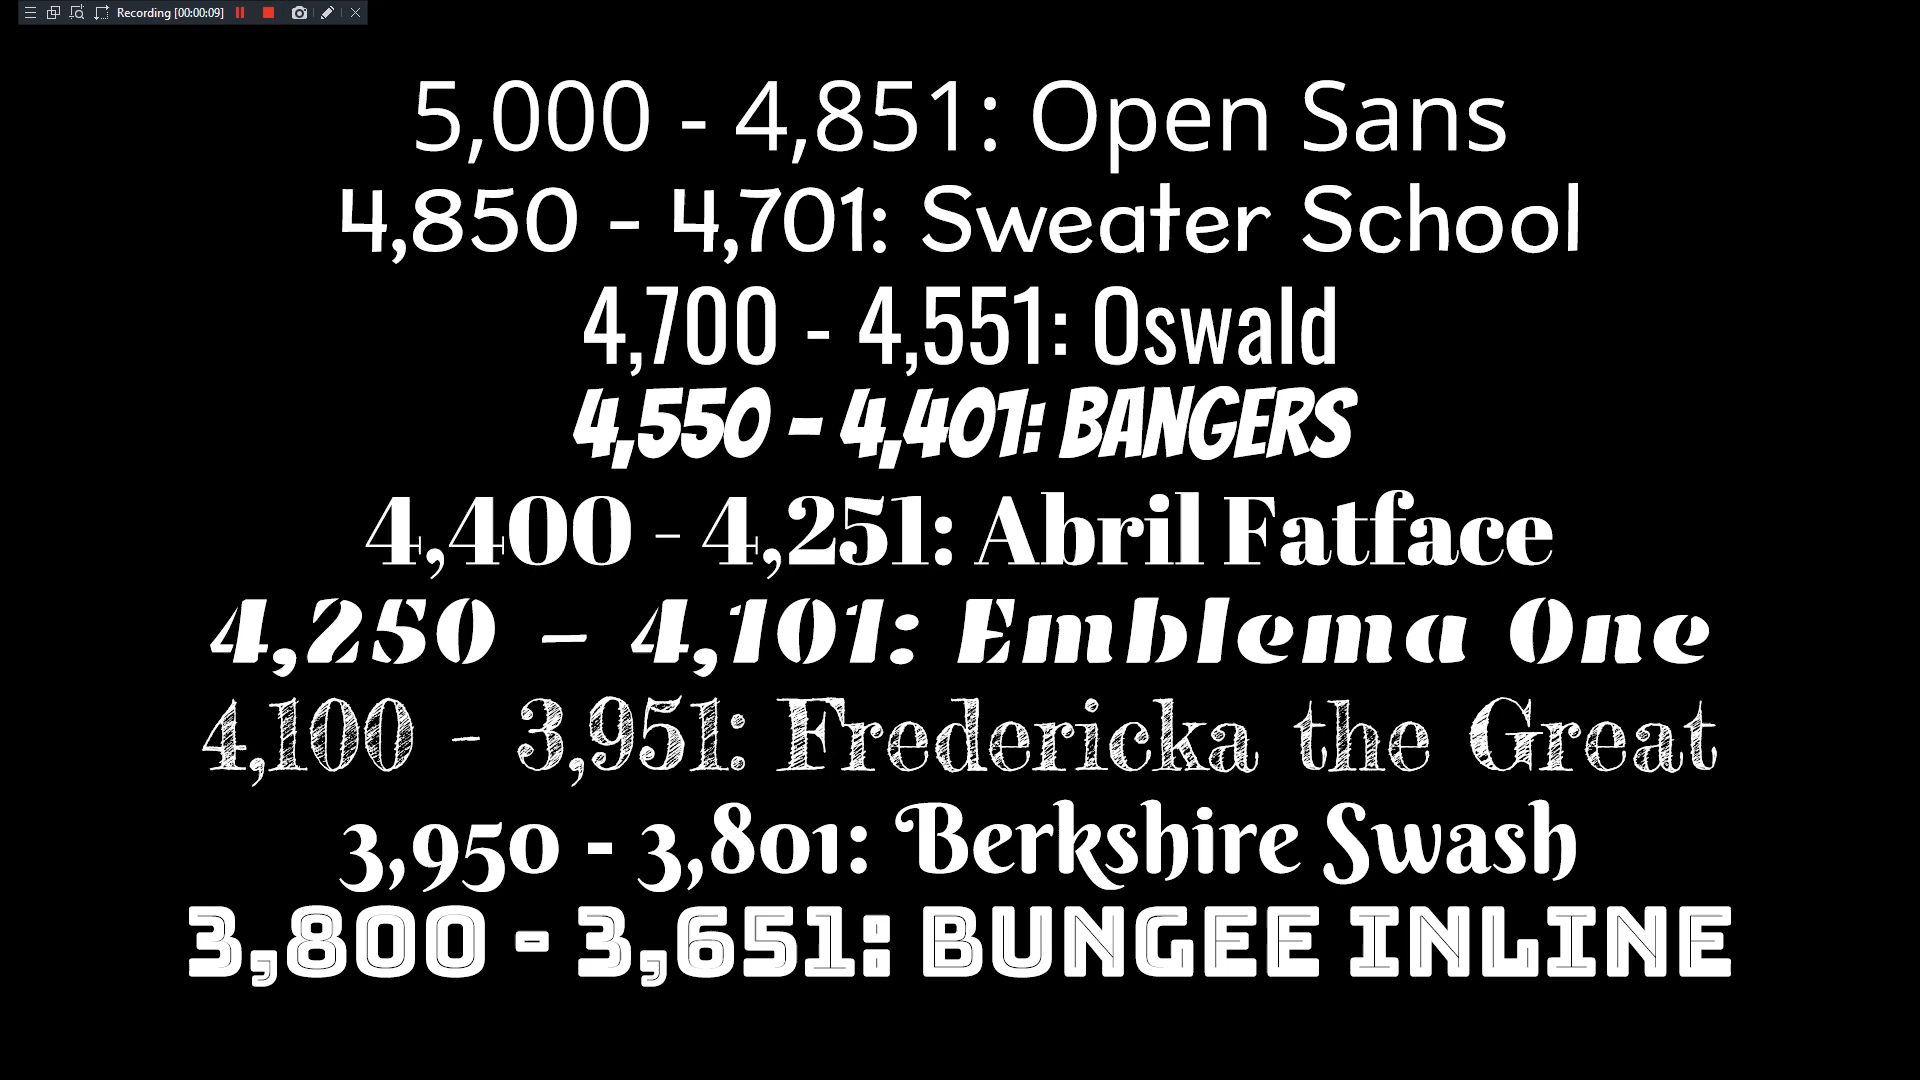 Recording [00:00:09]
5,000 - 4,851: Open Sans
4,850 - 4,701: Sweater School
4,700 - 4,551: Oswald
4,550 - 4,401: BANGERS
4,400 - 4,251: Abril Fatface
4,250 - 4,101: Emblema One
4,100 - 3,951: Fredericka the Great
3,950 - 3,801: Berkshire Swash
3,800 - 3,651: BUNGEE INLINE